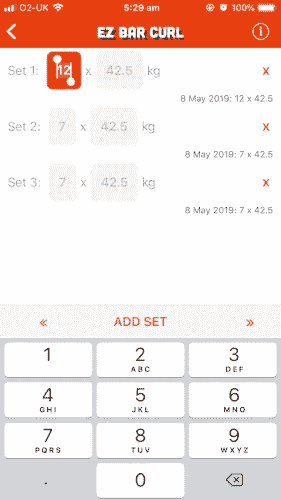 O2-UK 5:29 am 100%
EZ BAR CURL
Set 1: 12 x 42.5 kg x
8 May 2019: 12 x 42.5
Set 2: 7 x 42.5 kg x
8 May 2019: 7 x 42.5
Set 3: 7 x 42.5 kg x
8 May 2019: 7 x 42.5
« ADD SET »
1 2 3
ABC DEF
4 5 6
GHI JKL MNO
7 8 9
PQRS TUV WXYZ
. 0